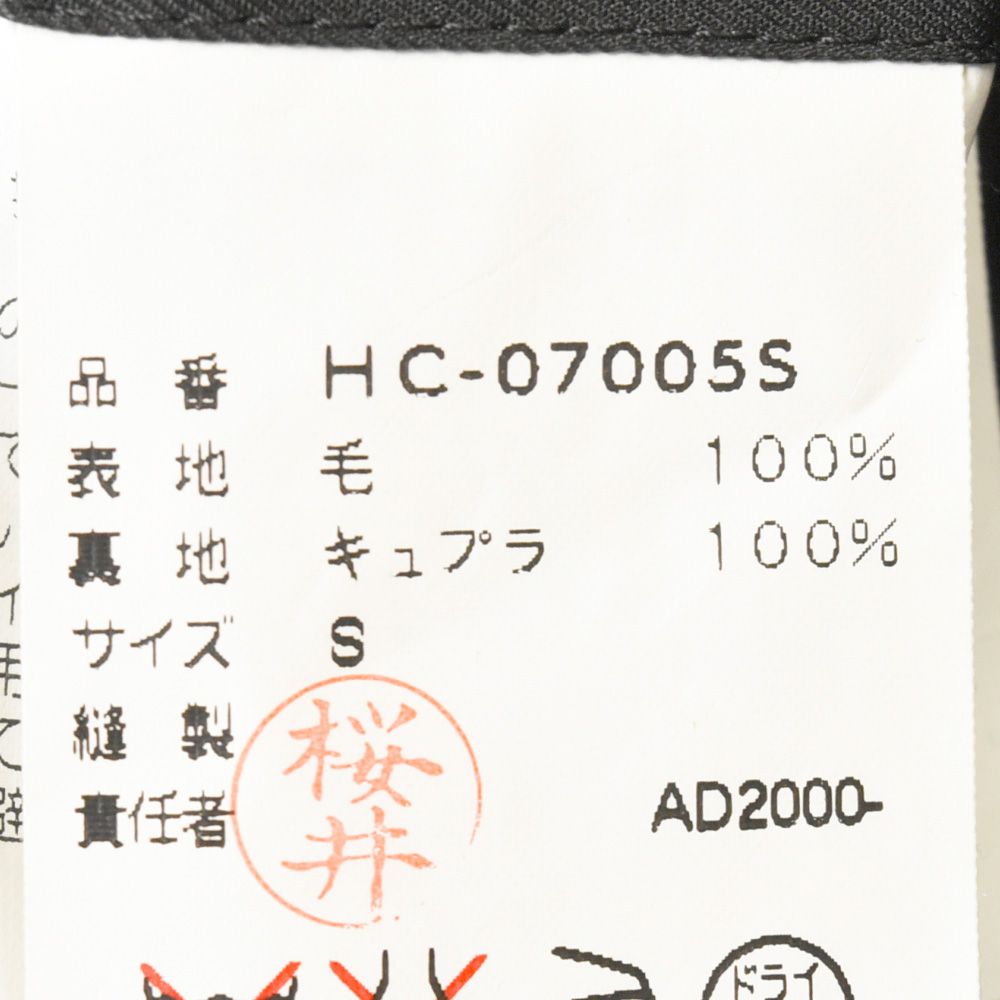 品番 HC-07005S
表地 毛 100%
裏地 キュプラ 100%
サイズ S
縫製
責任者 桜井
AD2000-
ドライ